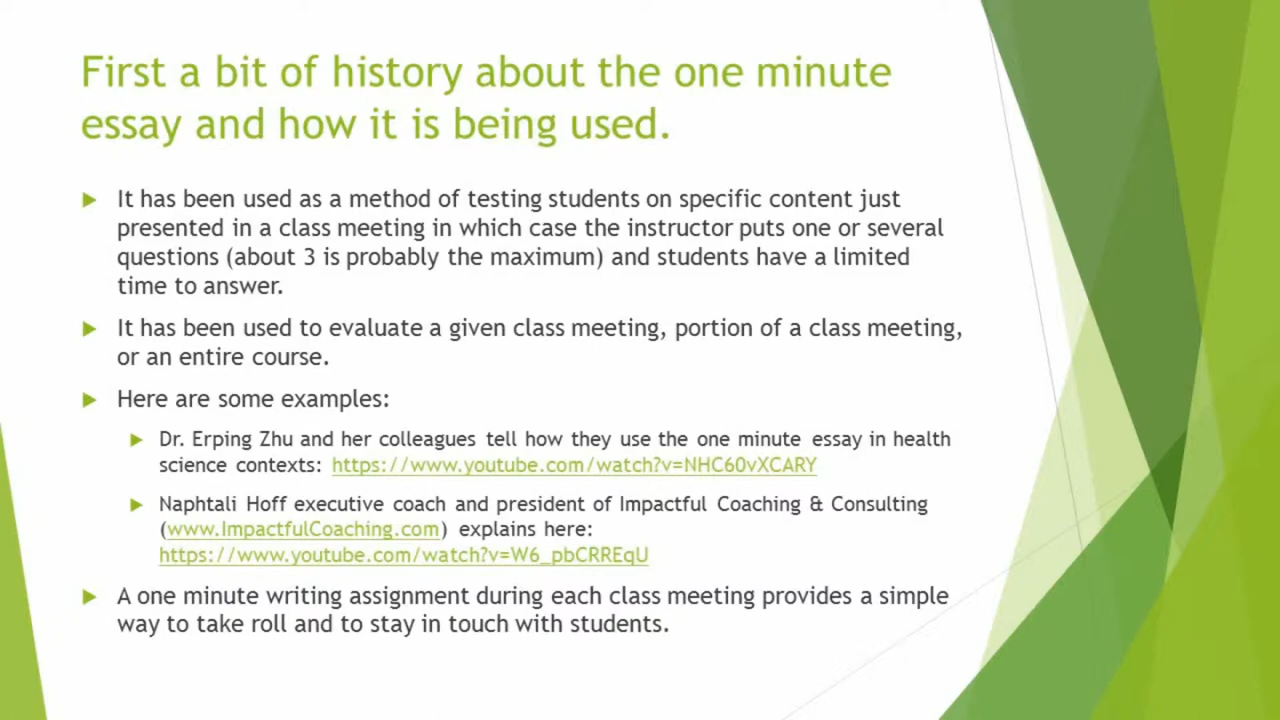 First a bit of history about the one minute
essay and how it is being used.
It has been used as a method of testing students on specific content just
presented in a class meeting in which case the instructor puts one or several
questions (about 3 is probably the maximum) and students have a limited
time to answer.
It has been used to evaluate a given class meeting, portion of a class meeting,
or an entire course.
Here are some examples:
Dr. Erping Zhu and her colleagues tell how they use the one minute essay in health
science contexts: https://www.youtube.com/watch?v=NHC60vXCARY
Naphtali Hoff executive coach and president of Impactful Coaching & Consulting
(www.ImpactfulCoaching.com) explains here:
https://www.youtube.com/watch?v=W6_pbCRREqU
A one minute writing assignment during each class meeting provides a simple
way to take roll and to stay in touch with students.